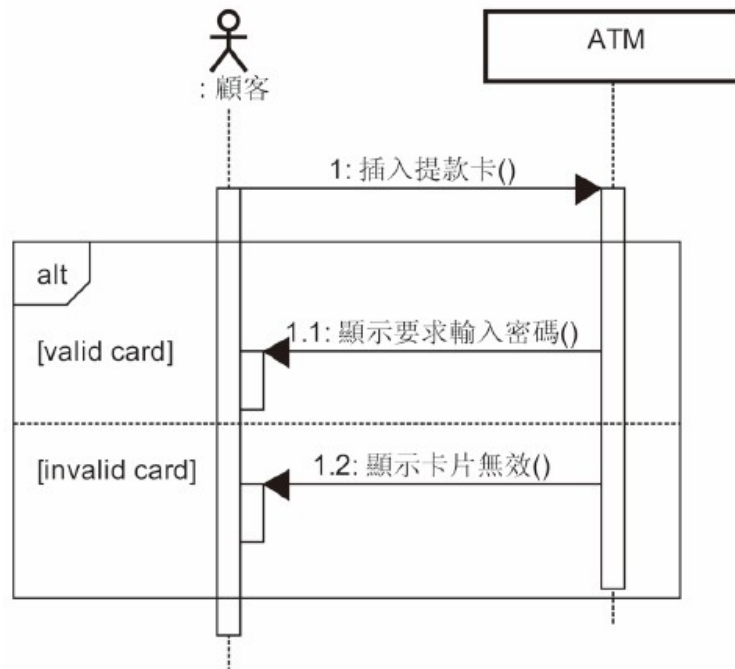 : 顧客
ATM
1: 插入提款卡()
alt
[valid card]
1.1: 顯示要求輸入密碼()
[invalid card]
1.2: 顯示卡片無效()